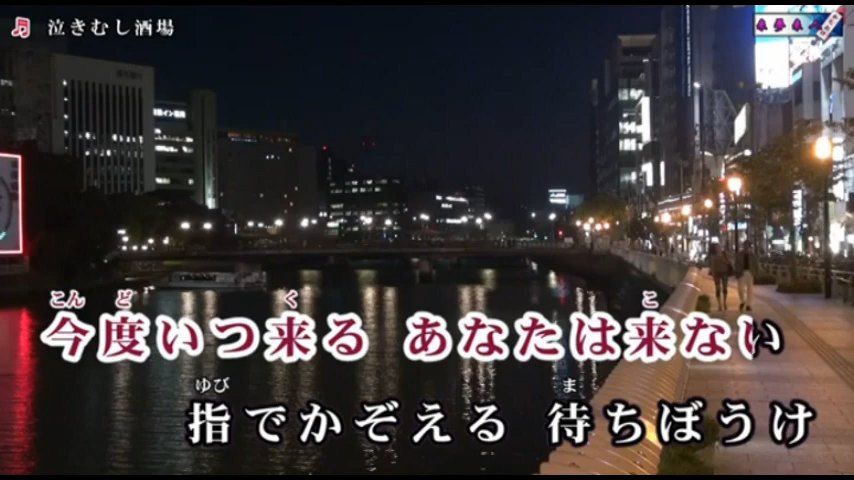 泣きむし酒場
こん ど く こ
今度いつ来る あなたは来ない
ゆび ま
指でかぞえる 待ちぼうけ